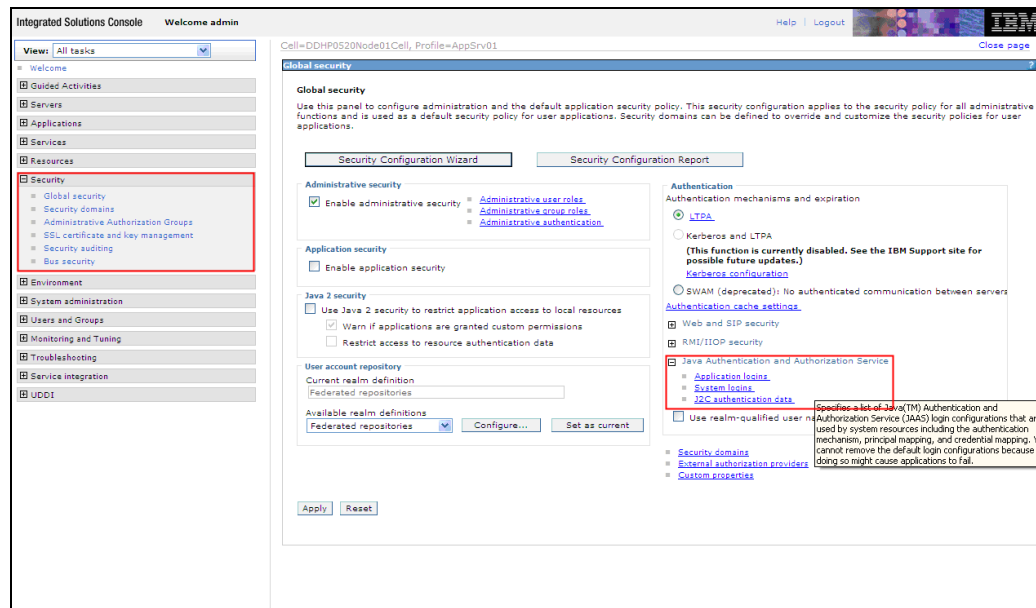 Integrated Solutions Console Welcome admin
Help | Logout
IBM
View: All tasks
Welcome
Guided Activities
Servers
Applications
Services
Resources
Security
Global security
Security domains
Administrative Authorization Groups
SSL certificate and key management
Security auditing
Bus security
Environment
System administration
Users and Groups
Monitoring and Tuning
Troubleshooting
Service integration
UDDI
Cell=DDHP0520Node01Cell, Profile=AppSrv01
Close page
Global security
?
Global security
Use this panel to configure administration and the default application security policy. This security configuration applies to the security policy for all administrative
functions and is used as a default security policy for user applications. Security domains can be defined to override and customize the security policies for user
applications.
Security Configuration Wizard
Security Configuration Report
Administrative security
Enable administrative security
Administrative user roles
Administrative group roles
Administrative authentication
Application security
Enable application security
Java 2 security
Use Java 2 security to restrict application access to local resources
Warn if applications are granted custom permissions
Restrict access to resource authentication data
User account repository
Current realm definition
Federated repositories
Available realm definitions
Federated repositories
Configure...
Set as current
Apply
Reset
Authentication
Authentication mechanisms and expiration
LTPA
Kerberos and LTPA
(This function is currently disabled. See the IBM Support site for
possible future updates.)
Kerberos configuration
SWAM (deprecated): No authenticated communication between servers
Authentication cache settings
Web and SIP security
RMI/IIOP security
Java Authentication and Authorization Service
Application logins
System logins
J2C authentication data
Use realm-qualified user
Specifies a list of Java(TM) Authentication and
Authorization Service (JAAS) login configurations that
used by system resources including the authentication
mechanism, principal mapping, and credential mapping.
cannot remove the default login configurations because
doing so might cause applications to fail.
Security domains
External authorization providers
Custom properties